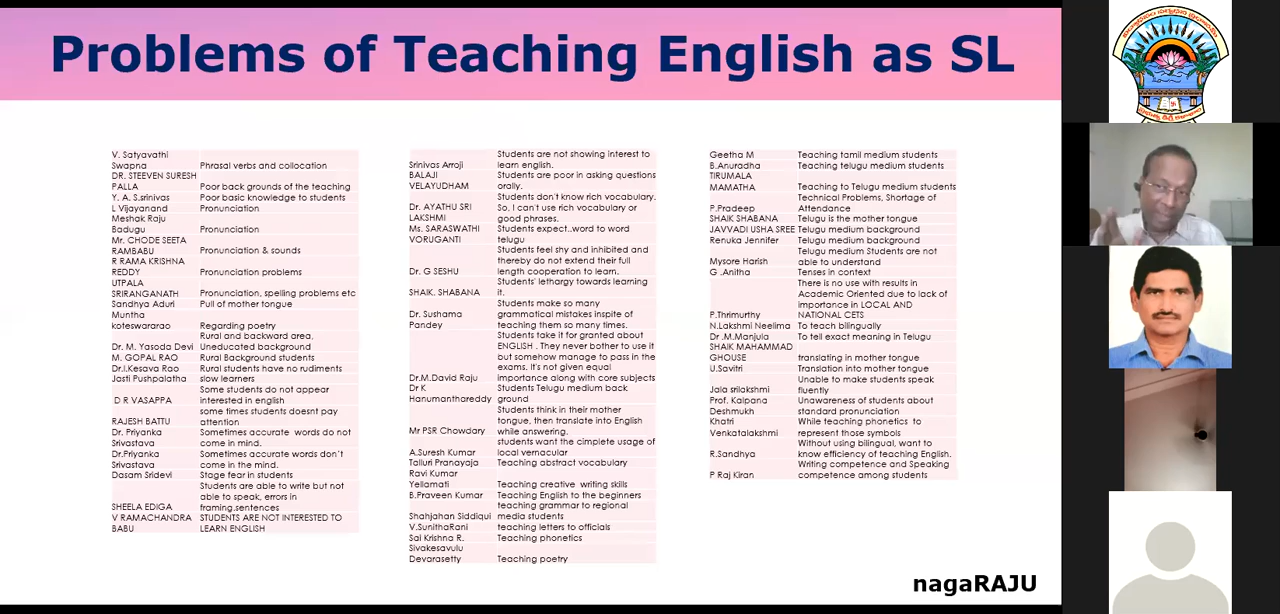 Problems of Teaching English as SL
V. Satyavathi
Swapna Phrasal verbs and collocation
DR. STEEVEN SURESH
PALLA Poor back grounds of the teaching
Y. A. S.srinivas Poor basic knowledge to students
L Vijayanand Pronunciation
Meshak Raju
Badugu Pronunciation
Mr. CHODE SEETA
RAMBABU Pronunciation & sounds
R RAMA KRISHNA
REDDY Pronunciation problems
UTPALA
SRIRANGANATH Pronunciation, spelling problems etc
Sandhya Aduri Pull of mother tongue
Muntha
koteswararao Regarding poetry
Rural and backward area,
Dr. M. Yasoda Devi Uneducated background
M. GOPAL RAO Rural Background students
Dr.I.Kesava Rao Rural students have no rudiments
Jasti Pushpalatha slow learners
Some students do not appear
D R VASAPPA interested in english
some times students doesnt pay
RAJESH BATTU attention
Dr. Priyanka Sometimes accurate words do not
Srivastava come in mind.
Dr.Priyanka Sometimes accurate words don't
Srivastava come in the mind.
Dasam Sridevi Stage fear in students
Students are able to write but not
able to speak, errors in
SHEELA EDIGA framing,sentences
V RAMACHANDRA STUDENTS ARE NOT INTERESTED TO
BABU LEARN ENGLISH
Students are not showing interest to
Srinivas Arroji learn english.
BALAJI Students are poor in asking questions
VELAYUDHAM orally.
Students don't know rich vocabulary.
Dr. AYATHU SRI So, I can't use rich vocabulary or
LAKSHMI good phrases.
Ms. SARASWATHI Students expect..word to word
VORUGANTI telugu
Students feel shy and inhibited and
thereby do not extend their full
Dr. G SESHU length cooperation to learn.
Students' lethargy towards learning
SHAIK. SHABANA it.
Students make so many
Dr. Sushama grammatical mistakes inspite of
Pandey teaching them so many times.
Students take it for granted about
ENGLISH . They never bother to use it
but somehow manage to pass in the
exams. It's not given equal
Dr.M.David Raju importance along with core subjects
Dr.K Students Telugu medium back
Hanumanthareddy ground
Students think in their mother
tongue, then translate into English
Mr PSR Chowdary while answering.
students want the cimplete usage of
A.Suresh Kumar local vernacular
Talluri Pranayaja Teaching abstract vocabulary
Ravi Kumar
Yellamati Teaching creative writing skills
B.Praveen Kumar Teaching English to the beginners
teaching grammar to regional
Shahjahan Siddiqui media students
V.SunithaRani teaching letters to officials
Sai Krishna R. Teaching phonetics
Sivakesavulu
Devarasetty Teaching poetry
Geetha M Teaching tamil medium students
B.Anuradha Teaching telugu medium students
TIRUMALA
MAMATHA Teaching to Telugu medium students
Technical Problems, Shortage of
P.Pradeep Attendance
SHAIK SHABANA Telugu is the mother tongue
JAVVADI USHA SREE Telugu medium background
Renuka Jennifer Telugu medium background
Telugu medium Students are not
Mysore Harish able to understand
G .Anitha Tenses in context
There is no use with results in
Academic Oriented due to lack of
importance in LOCAL AND
P.Thrimurthy NATIONAL CETS
N.Lakshmi Neelima To teach bilingually
Dr .M.Manjula To tell exact meaning in Telugu
SHAIK MAHAMMAD
GHOUSE translating in mother tongue
U.Savitri Translation into mother tongue
Unable to make students speak
Jala srilakshmi fluently
Prof. Kalpana Unawareness of students about
Deshmukh standard pronunciation
Khatri While teaching phonetics to
Venkatalakshmi represent those symbols
Without using bilingual, want to
R.Sandhya know efficiency of teaching English.
Writing competence and Speaking
P Raj Kiran competence among students
nagaRAJU